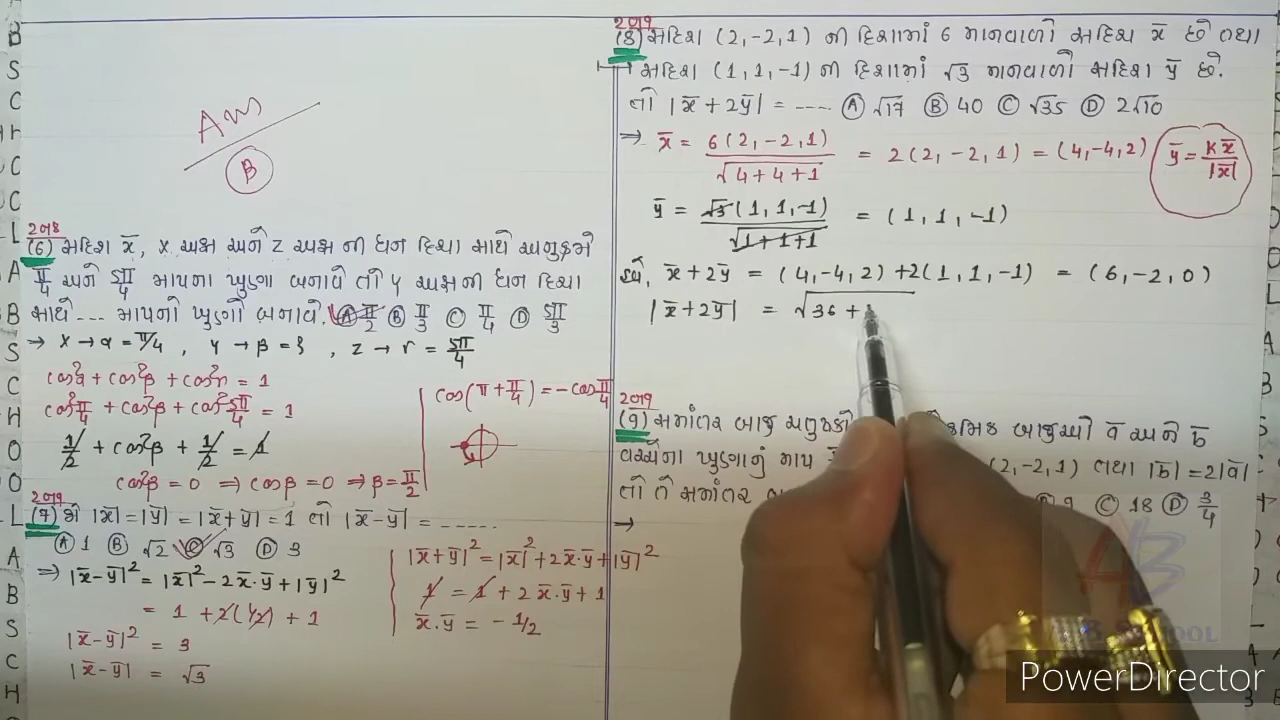 Ans
B
2018
(6) સદિશ x̄, X અક્ષ અને Z અક્ષ ની ધન દિશા સાથે અનુક્રમે
π/4 અને 5π/4 માપના ખુણા બનાવે તો Y અક્ષની ધન દિશા
સાથે... માપનો ખુણો બનાવે. Ⓐ π/2 Ⓑ π/3 Ⓒ π/4 Ⓓ 5π/3
→ X → α = π/4 , Y → β = ? , Z → r = 5π/4
cos²α + cos²β + cos²r = 1
cos²π/4 + cos²β + cos²5π/4 = 1
1/2 + cos²β + 1/2 = 1
cos²β = 0 ⇒ cosβ = 0 ⇒ β = π/2
cos(π + π/4) = -cos π/4
2019
(7) જો |x̄| = |ȳ| = |x̄+ȳ| = 1 તો |x̄-ȳ| = .....
Ⓐ 1 Ⓑ √2 Ⓒ √3 Ⓓ 3
⇒ |x̄-ȳ|² = |x̄|² - 2x̄·ȳ + |ȳ|²
= 1 + 2(1/2) + 1
|x̄-ȳ|² = 3
|x̄-ȳ| = √3
|x̄+ȳ|² = |x̄|² + 2x̄·ȳ + |ȳ|²
1 = 1 + 2x̄·ȳ + 1
x̄·ȳ = -1/2
2019
(8) સદિશ (2,-2,1) ની દિશામાં 6 માનવાળો સદિશ x̄ છે તથા
સદિશ (1,1,-1) ની દિશામાં √3 માનવાળો સદિશ ȳ છે.
તો |x̄+2ȳ| = .... Ⓐ √17 Ⓑ 40 Ⓒ √35 Ⓓ 2√10
⇒ x̄ = 6(2,-2,1)/√4+4+1 = 2(2,-2,1) = (4,-4,2)
ȳ = kx̄/|x̄|
ȳ = √3(1,1,-1)/√1+1+1 = (1,1,-1)
હવે, x̄+2ȳ = (4,-4,2) + 2(1,1,-1) = (6,-2,0)
|x̄+2ȳ| = √36 +
2019
(9) સમાંતર બાજુ ચતુષ્કો ક્રમિક બાજુઓ ā અને b̄
વચ્ચેના ખુણાનું માપ (2,-2,1) તથા |b̄| = 2|ā|
તો તે સમાંતર 9 Ⓒ 18 Ⓓ 3/4
→
B SCHOOL
PowerDirector